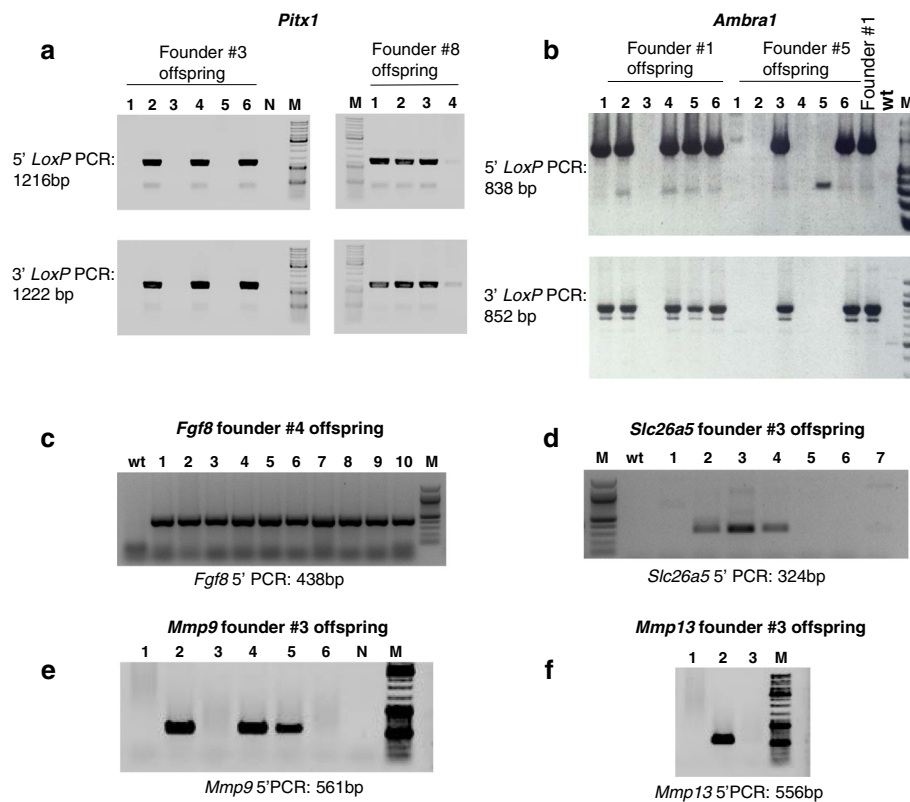 Pitx1
a
Founder #3
offspring
Founder #8
offspring
1 2 3 4 5 6 N M
M 1 2 3 4
5' LoxP PCR:
1216bp
3' LoxP PCR:
1222 bp
Ambra1
b
Founder #1
offspring
Founder #5
offspring
Founder #1
wt
M
1 2 3 4 5 6 1 2 3 4 5 6
5' LoxP PCR:
838 bp
3' LoxP PCR:
852 bp
c
Fgf8 founder #4 offspring
wt 1 2 3 4 5 6 7 8 9 10 M
Fgf8 5' PCR: 438bp
d
Slc26a5 founder #3 offspring
M wt 1 2 3 4 5 6 7
Slc26a5 5' PCR: 324bp
e
Mmp9 founder #3 offspring
1 2 3 4 5 6 N M
Mmp9 5'PCR: 561bp
f
Mmp13 founder #3 offspring
1 2 3 M
Mmp13 5'PCR: 556bp